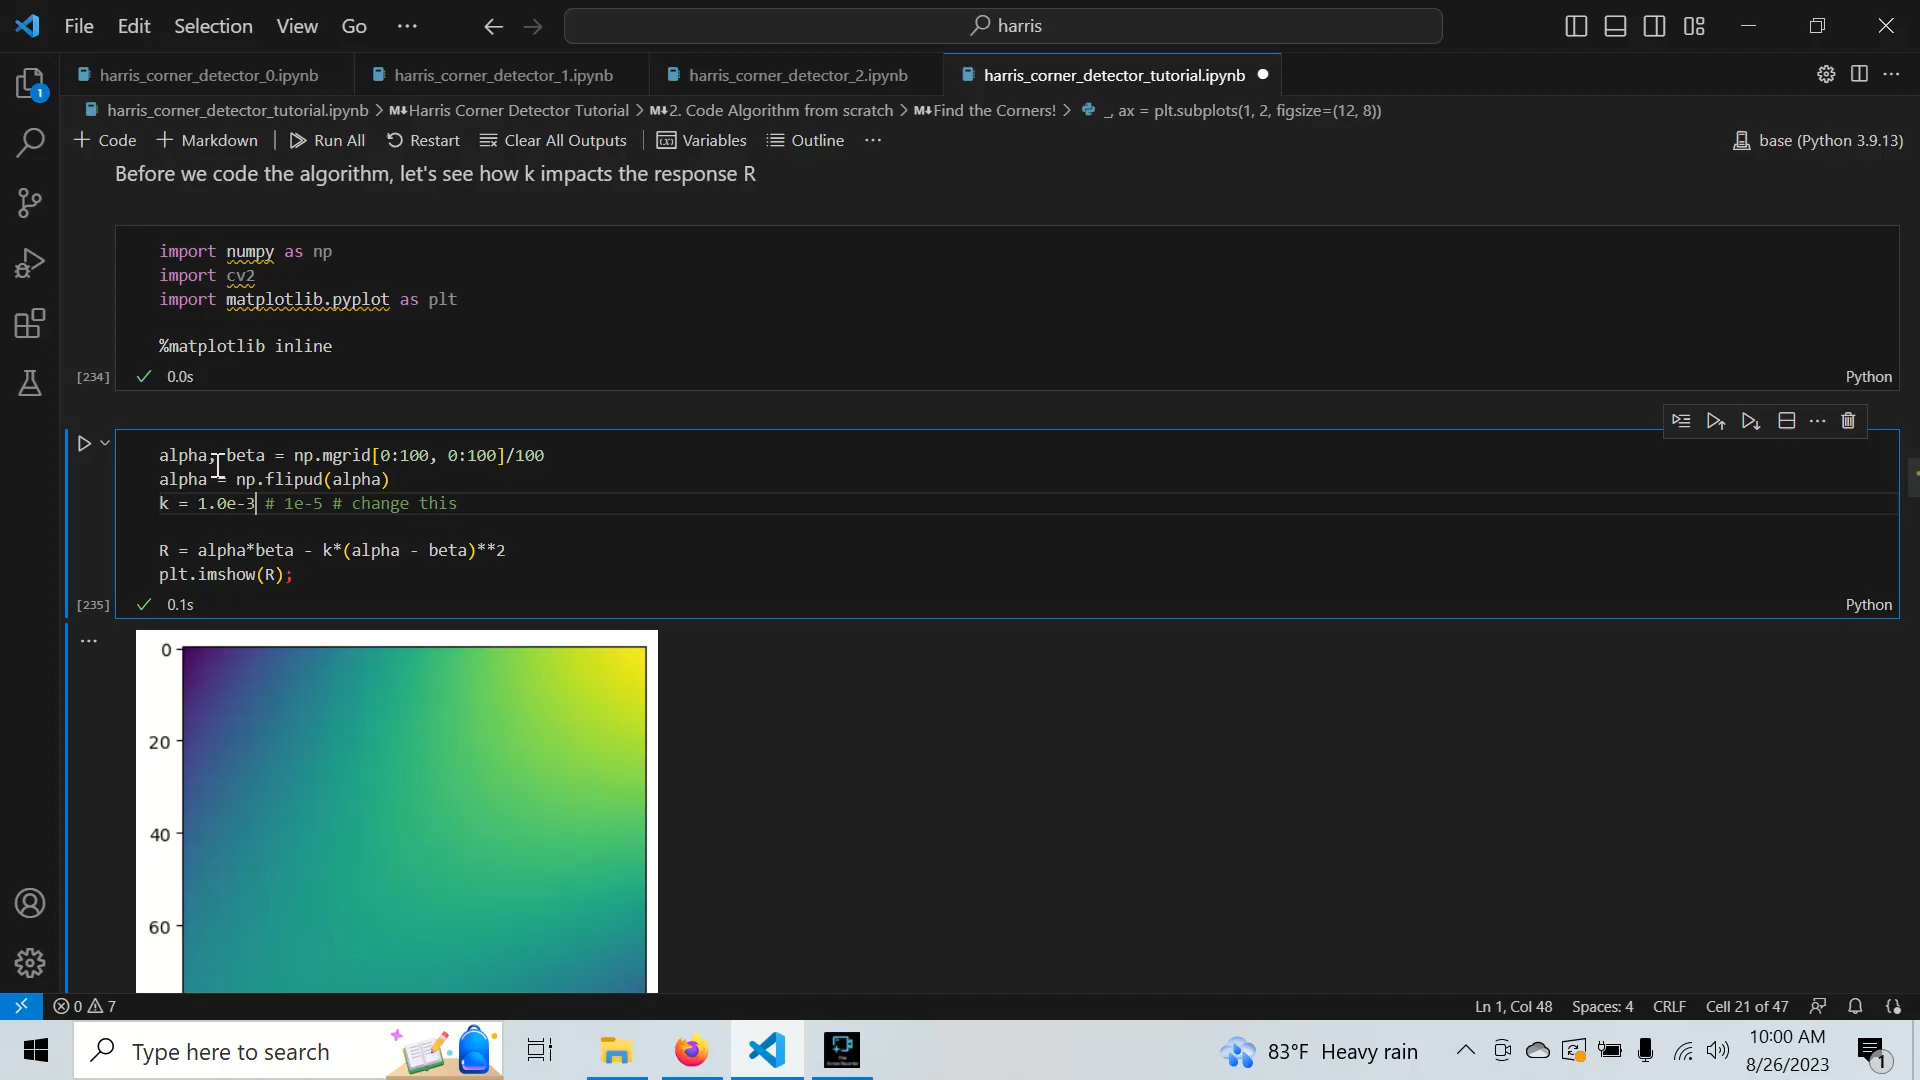 File Edit Selection View Go ···
harris
harris_corner_detector_0.ipynb
harris_corner_detector_1.ipynb
harris_corner_detector_2.ipynb
harris_corner_detector_tutorial.ipynb
harris_corner_detector_tutorial.ipynb > M↓Harris Corner Detector Tutorial > M↓2. Code Algorithm from scratch > M↓Find the Corners! > _, ax = plt.subplots(1, 2, figsize=(12, 8))
+ Code + Markdown | Run All Restart Clear All Outputs | Variables Outline ···
base (Python 3.9.13)
Before we code the algorithm, let's see how k impacts the response R
import numpy as np
import cv2
import matplotlib.pyplot as plt
%matplotlib inline
[234] 0.0s Python
alpha, beta = np.mgrid[0:100, 0:100]/100
alpha = np.flipud(alpha)
k = 1.0e-3 # 1e-5 # change this
R = alpha*beta - k*(alpha - beta)**2
plt.imshow(R);
[235] 0.1s Python
0
20
40
60
1
0 7
Ln 1, Col 48 Spaces: 4 CRLF Cell 21 of 47
Type here to search
83°F Heavy rain
10:00 AM
8/26/2023
1